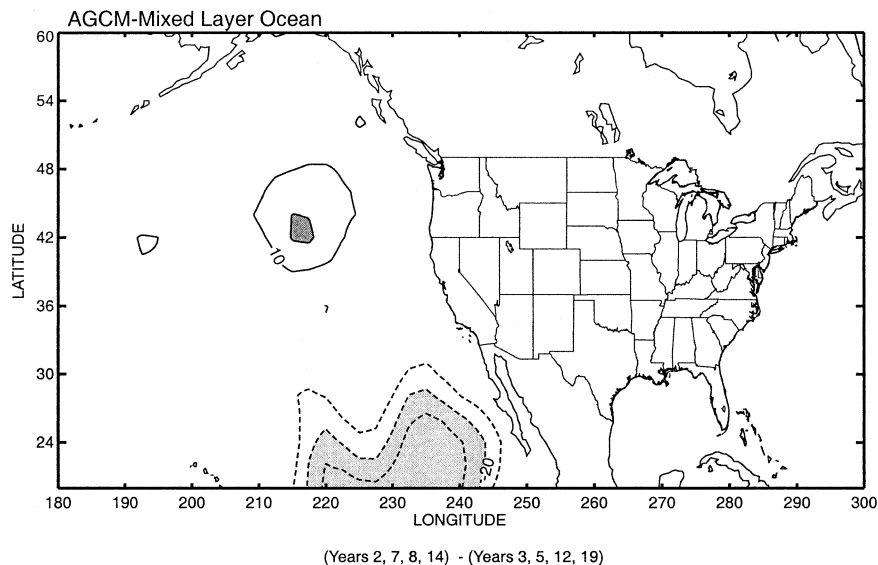 AGCM-Mixed Layer Ocean
60
54
48
42
36
30
24
LATITUDE
10
20
180 190 200 210 220 230 240 250 260 270 280 290 300
LONGITUDE
(Years 2, 7, 8, 14) - (Years 3, 5, 12, 19)